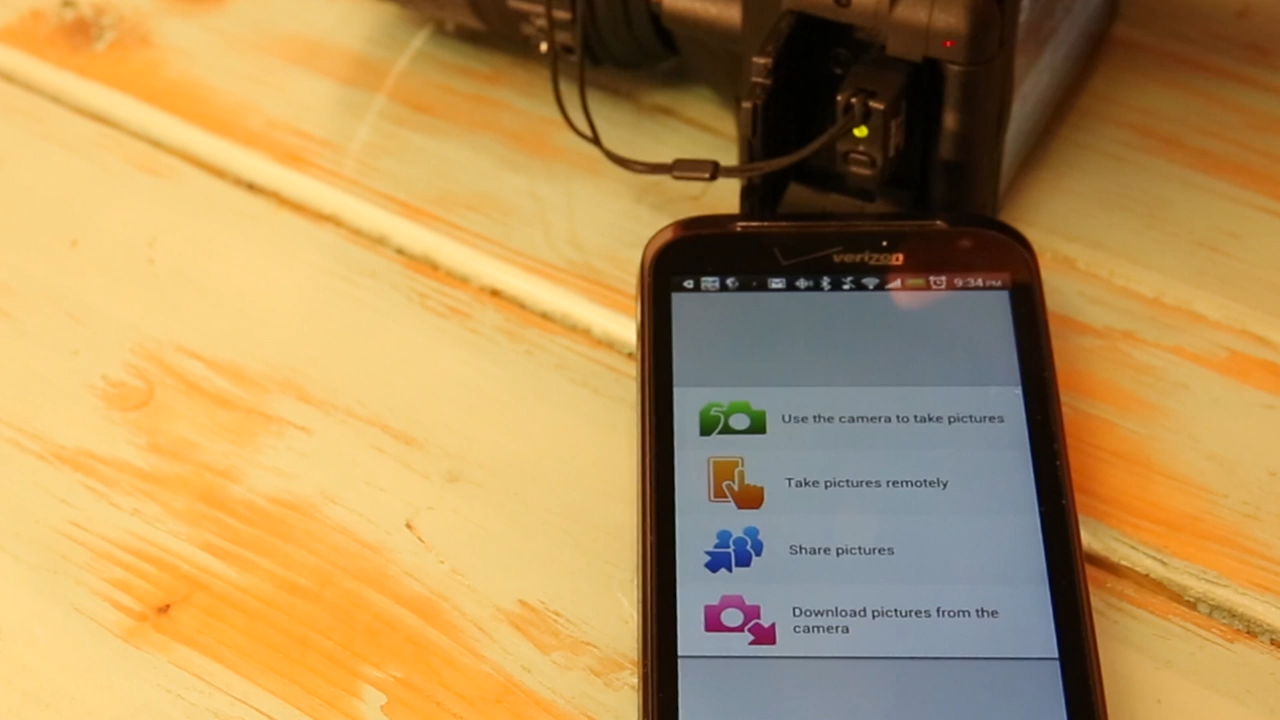 verizon
9:34 PM
Use the camera to take pictures
Take pictures remotely
Share pictures
Download pictures from the
camera